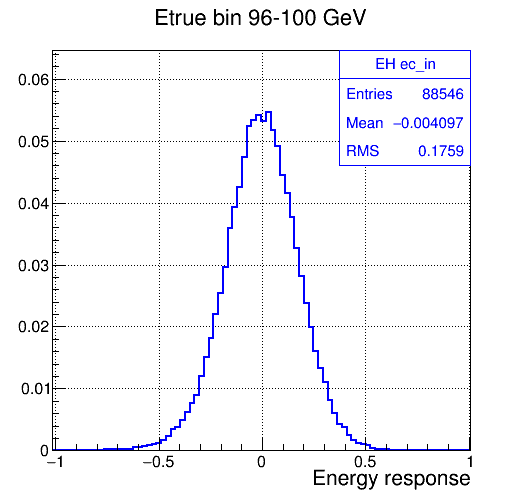 Etrue bin 96-100 GeV
EH ec_in
Entries 88546
Mean −0.004097
RMS 0.1759
0.06
0.05
0.04
0.03
0.02
0.01
0
−1 −0.5 0 0.5 1
Energy response